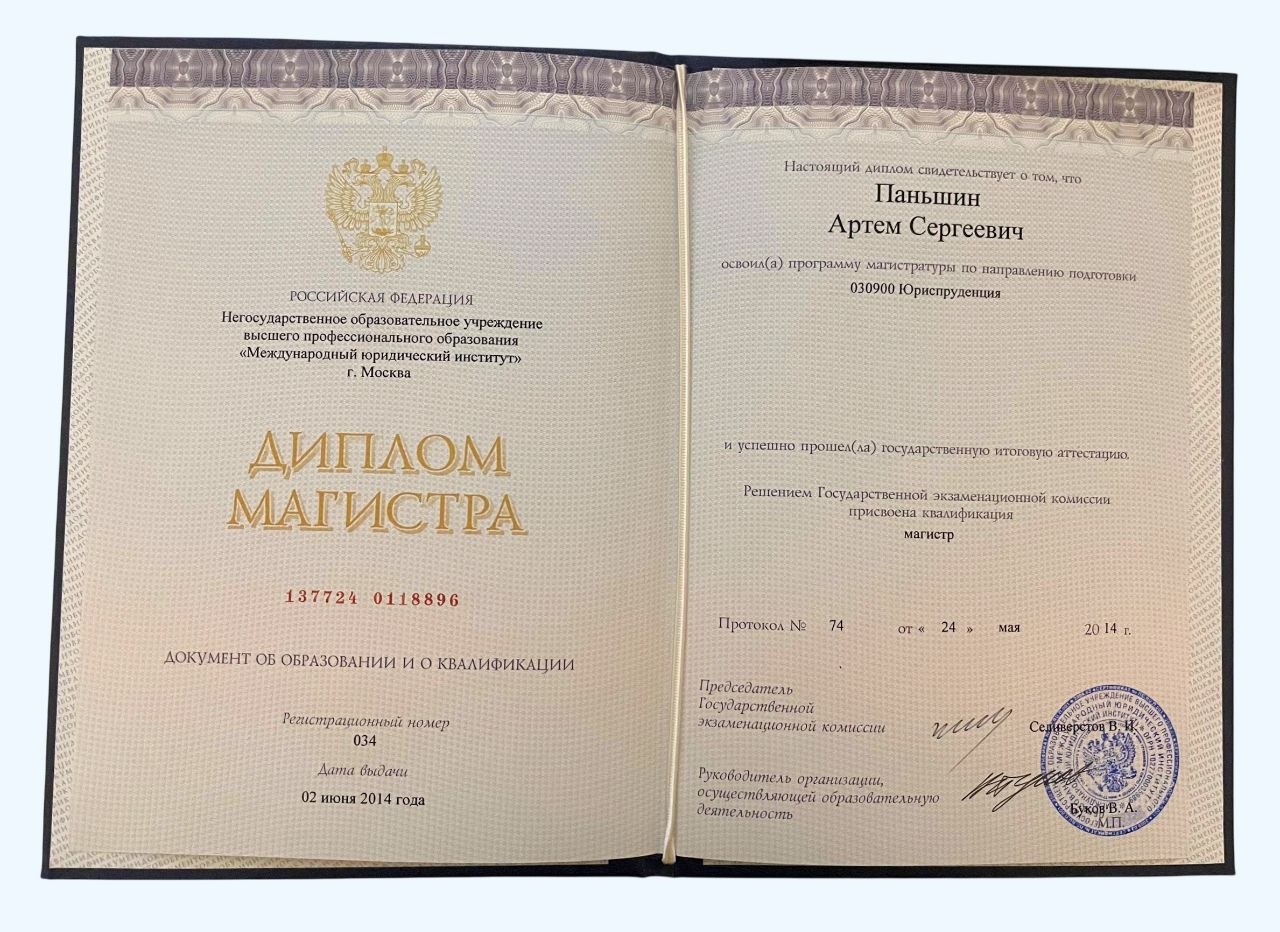 РОССИЙСКАЯ ФЕДЕРАЦИЯ
Негосударственное образовательное учреждение
высшего профессионального образования
«Международный юридический институт»
г. Москва
ДИПЛОМ
МАГИСТРА
137724 0118896
ДОКУМЕНТ ОБ ОБРАЗОВАНИИ И О КВАЛИФИКАЦИИ
Регистрационный номер
034
Дата выдачи
02 июня 2014 года
Настоящий диплом свидетельствует о том, что
Паньшин
Артем Сергеевич
освоил(а) программу магистратуры по направлению подготовки
030900 Юриспруденция
и успешно прошел(ла) государственную итоговую аттестацию.
Решением Государственной экзаменационной комиссии
присвоена квалификация
магистр
Протокол № 74 от « 24 » мая 2014 г.
Председатель
Государственной
экзаменационной комиссии
Селиверстов В. И.
Руководитель организации,
осуществляющей образовательную
деятельность
Буков В. А.
М.П.